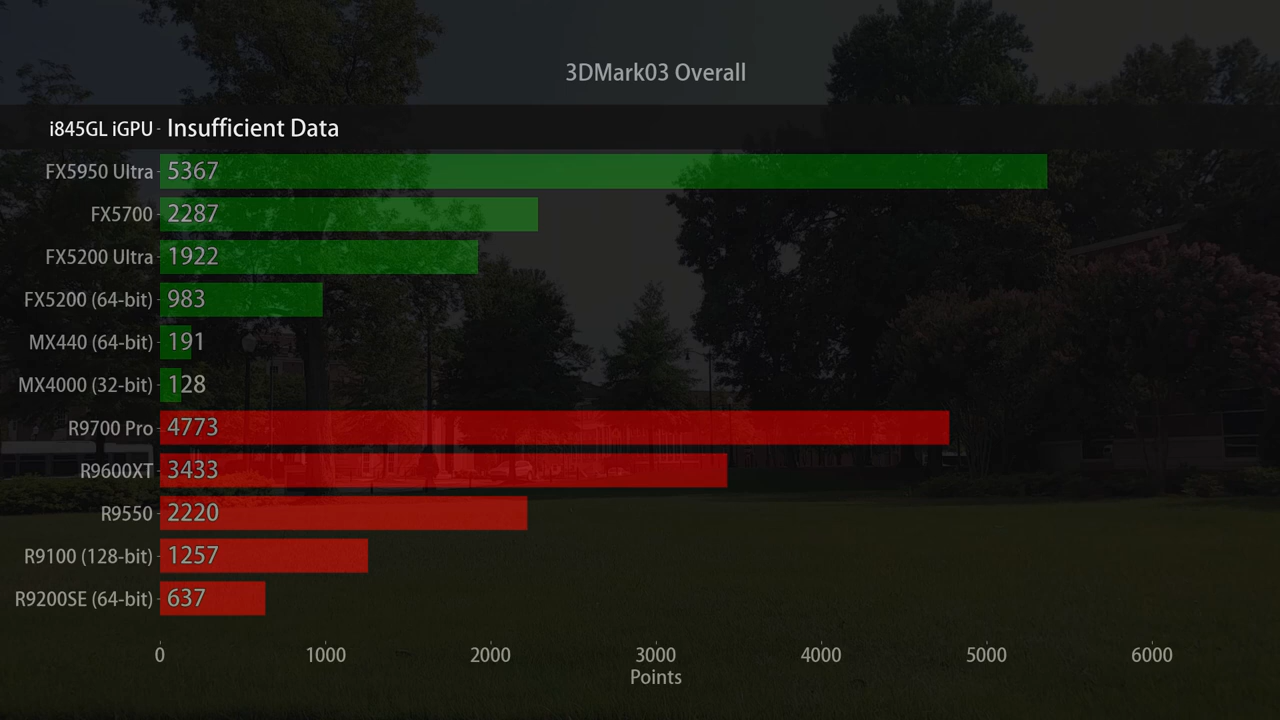 3DMark03 Overall
i845GL iGPU Insufficient Data
FX5950 Ultra 5367
FX5700 2287
FX5200 Ultra 1922
FX5200 (64-bit) 983
MX440 (64-bit) 191
MX4000 (32-bit) 128
R9700 Pro 4773
R9600XT 3433
R9550 2220
R9100 (128-bit) 1257
R9200SE (64-bit) 637
0 1000 2000 3000 4000 5000 6000
Points